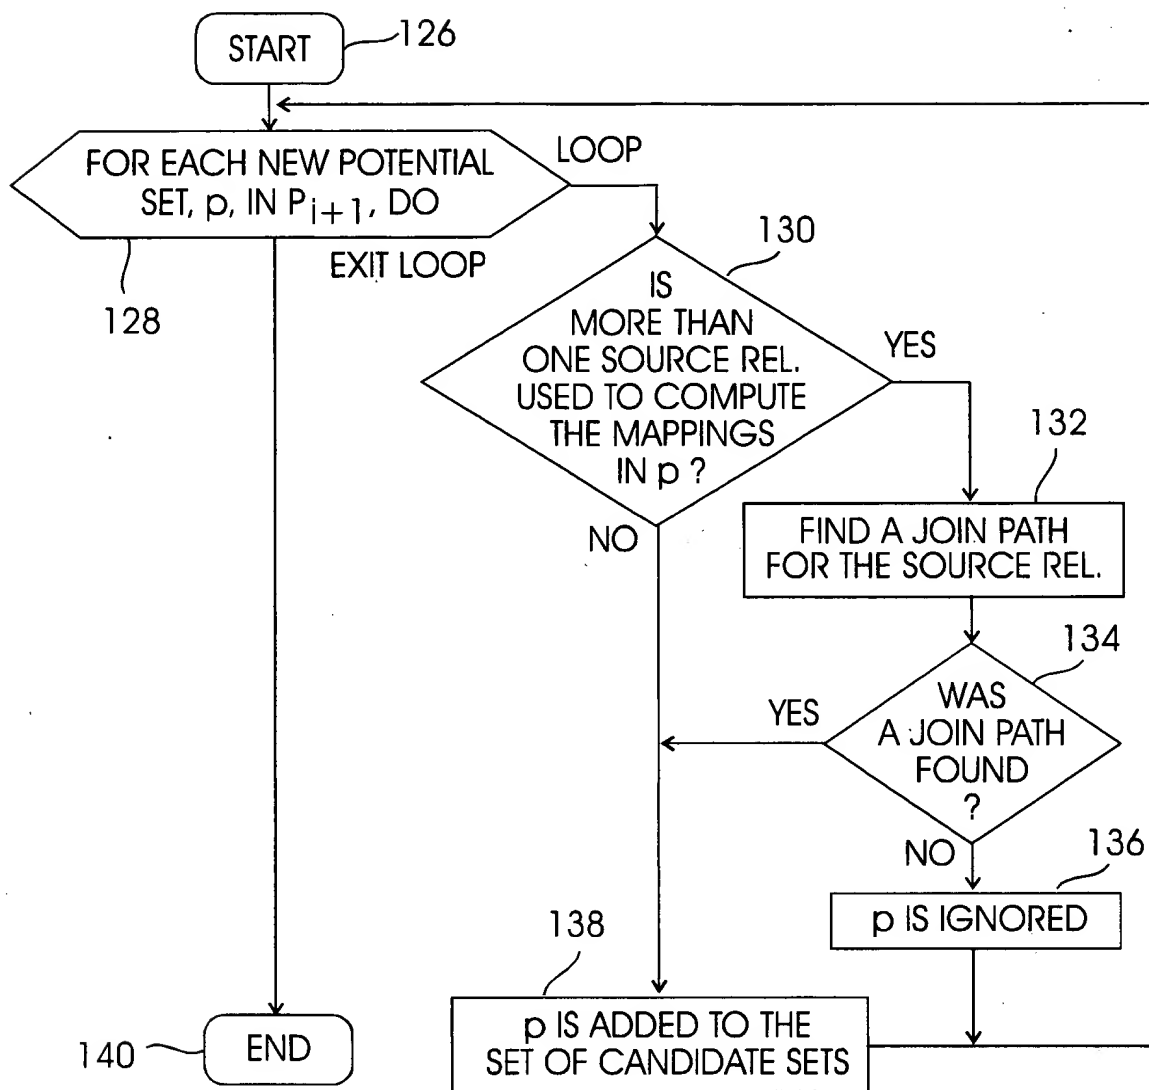 START
126
FOR EACH NEW POTENTIAL
SET, p, IN Pi+1, DO
LOOP
EXIT LOOP
128
130
IS
MORE THAN
ONE SOURCE REL.
USED TO COMPUTE
THE MAPPINGS
IN p ?
YES
NO
132
FIND A JOIN PATH
FOR THE SOURCE REL.
134
WAS
A JOIN PATH
FOUND
?
YES
NO
136
p IS IGNORED
138
p IS ADDED TO THE
SET OF CANDIDATE SETS
140
END